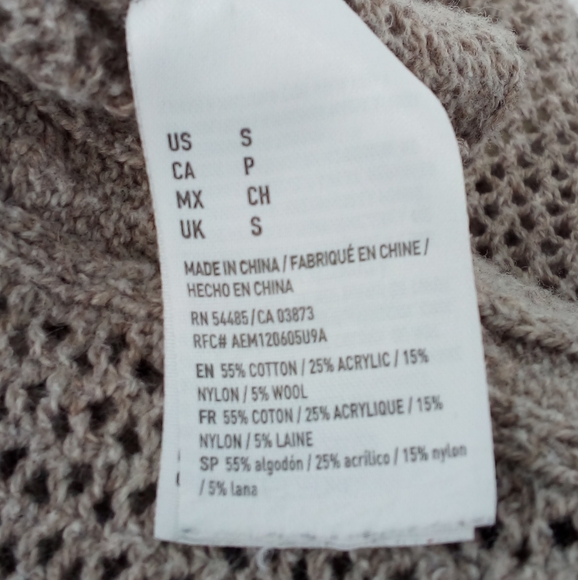 US S
CA P
MX CH
UK S
MADE IN CHINA / FABRIQUÉ EN CHINE /
HECHO EN CHINA
RN 54485 / CA 03873
RFC# AEM120605U9A
EN 55% COTTON / 25% ACRYLIC / 15%
NYLON / 5% WOOL
FR 55% COTON / 25% ACRYLIQUE / 15%
NYLON / 5% LAINE
SP 55% algodón / 25% acrílico / 15% nylon
/ 5% lana